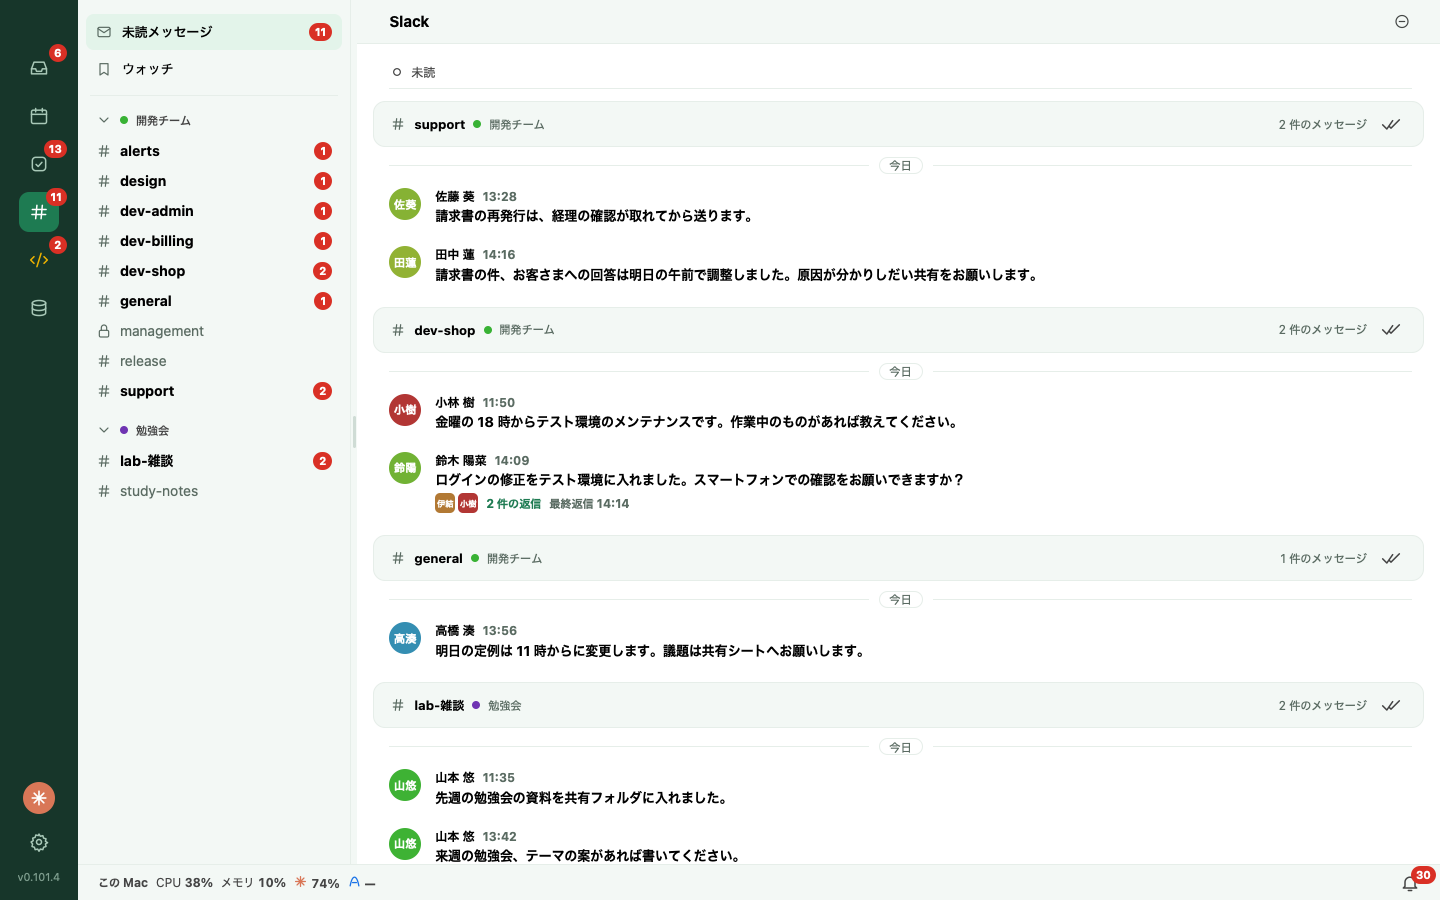 6
13
11
2
v0.101.4
未読メッセージ 11
ウォッチ
開発チーム
# alerts 1
# design 1
# dev-admin 1
# dev-billing 1
# dev-shop 2
# general 1
management
# release
# support 2
勉強会
# lab-雑談 2
# study-notes
Slack
未読
# support 開発チーム 2 件のメッセージ
今日
佐葵 佐藤 葵 13:28
請求書の再発行は、経理の確認が取れてから送ります。
田蓮 田中 蓮 14:16
請求書の件、お客さまへの回答は明日の午前で調整しました。原因が分かりしだい共有をお願いします。
# dev-shop 開発チーム 2 件のメッセージ
今日
小樹 小林 樹 11:50
金曜の 18 時からテスト環境のメンテナンスです。作業中のものがあれば教えてください。
鈴陽 鈴木 陽菜 14:09
ログインの修正をテスト環境に入れました。スマートフォンでの確認をお願いできますか？
伊結 小樹 2 件の返信 最終返信 14:14
# general 開発チーム 1 件のメッセージ
今日
高湊 高橋 湊 13:56
明日の定例は 11 時からに変更します。議題は共有シートへお願いします。
# lab-雑談 勉強会 2 件のメッセージ
今日
山悠 山本 悠 11:35
先週の勉強会の資料を共有フォルダに入れました。
山悠 山本 悠 13:42
来週の勉強会、テーマの案があれば書いてください。
この Mac CPU 38% メモリ 10% 74% —
30